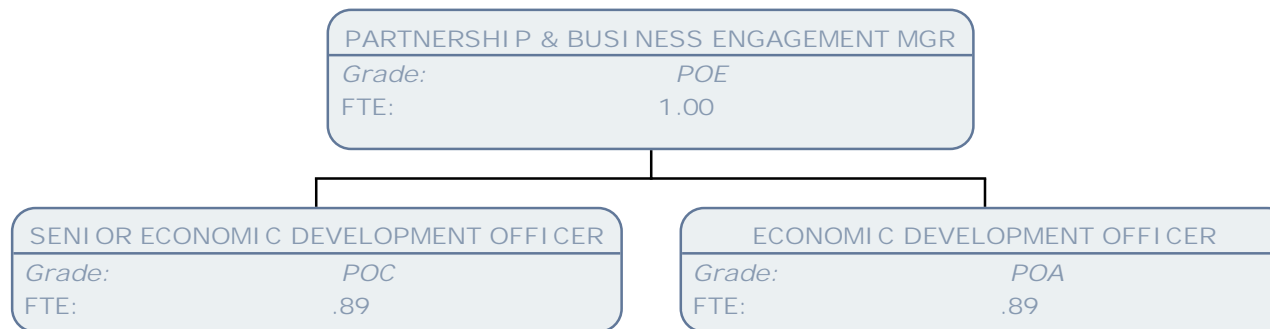 PARTNERSHIP & BUSINESS ENGAGEMENT MGR
Grade: POE
FTE: 1.00
SENIOR ECONOMIC DEVELOPMENT OFFICER
Grade: POC
FTE: .89
ECONOMIC DEVELOPMENT OFFICER
Grade: POA
FTE: .89